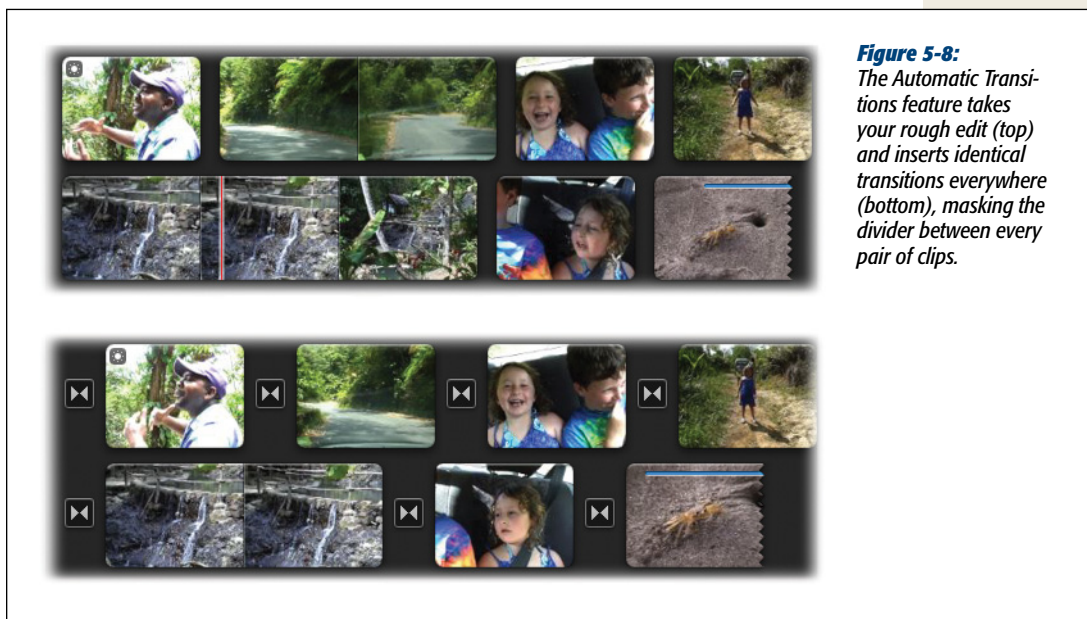 Figure 5-8:
The Automatic Transi-
tions feature takes
your rough edit (top)
and inserts identical
transitions everywhere
(bottom), masking the
divider between every
pair of clips.